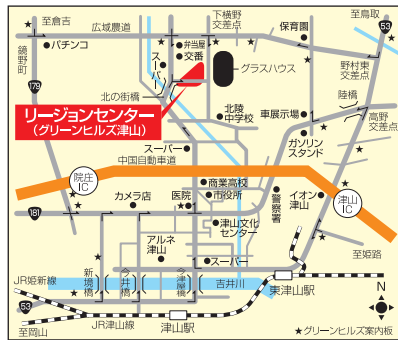 至倉吉
広域農道
下横野
交差点
保育園
至鳥取
53
パチンコ
鏡野町
弁当屋
交番
スーパー
グラスハウス
野村東
交差点
179
北の街橋
陸橋
リージョンセンター
(グリーンヒルズ津山)
北陵
中学校
車展示場
高野
交差点
ガソリン
スタンド
スーパー
中国自動車道
院庄
IC
商業高校
市役所
カメラ店
医院
警察署
イオン
津山
津山
IC
181
津山文化
センター
アルネ
津山
スーパー
至姫路
JR姫新線
新境橋
今井橋
今津屋橋
吉井川
東津山駅
N
53
至岡山
JR津山線
津山駅
★グリーンヒルズ案内板